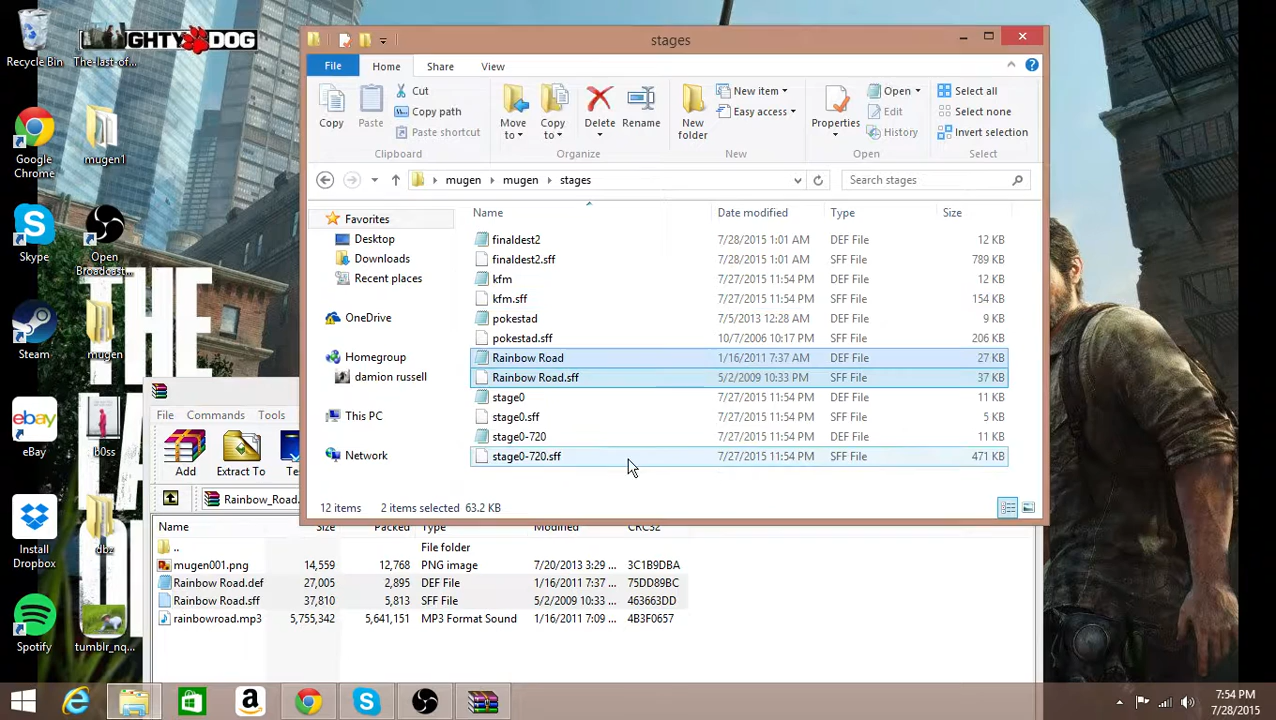 Recycle Bin
The-last-of-...
GHTY DOG
Google Chrome
mugen1
Skype
Open Broadcast...
Steam
mugen
eBay
b0ss
Install Dropbox
dbz
Spotify
tumblr_nq...
THE
stages
File Home Share View
Copy
Paste
Cut
Copy path
Paste shortcut
Clipboard
Move to
Copy to
Delete
Rename
Organize
New folder
New item
Easy access
New
Properties
Open
Edit
History
Open
Select all
Select none
Invert selection
Select
mugen mugen stages
Search stages
Favorites
Desktop
Downloads
Recent places
OneDrive
Homegroup
damion russell
This PC
Network
Name Date modified Type Size
finaldest2 7/28/2015 1:01 AM DEF File 12 KB
finaldest2.sff 7/28/2015 1:01 AM SFF File 789 KB
kfm 7/27/2015 11:54 PM DEF File 12 KB
kfm.sff 7/27/2015 11:54 PM SFF File 154 KB
pokestad 7/5/2013 12:28 AM DEF File 9 KB
pokestad.sff 10/7/2006 10:17 PM SFF File 206 KB
Rainbow Road 1/16/2011 7:37 AM DEF File 27 KB
Rainbow Road.sff 5/2/2009 10:33 PM SFF File 37 KB
stage0 7/27/2015 11:54 PM DEF File 11 KB
stage0.sff 7/27/2015 11:54 PM SFF File 5 KB
stage0-720 7/27/2015 11:54 PM DEF File 11 KB
stage0-720.sff 7/27/2015 11:54 PM SFF File 471 KB
12 items 2 items selected 63.2 KB
File Commands Tools
Add Extract To Te
Rainbow_Road.
Name Size Packed Type Modified CRC32
.. File folder
mugen001.png 14,559 12,768 PNG image 7/20/2013 3:29 ... 3C1B9DBA
Rainbow Road.def 27,005 2,895 DEF File 1/16/2011 7:37 ... 75DD89BC
Rainbow Road.sff 37,810 5,813 SFF File 5/2/2009 10:33 ... 463663DD
rainbowroad.mp3 5,755,342 5,641,151 MP3 Format Sound 1/16/2011 7:09 ... 4B3F0657
7:54 PM
7/28/2015